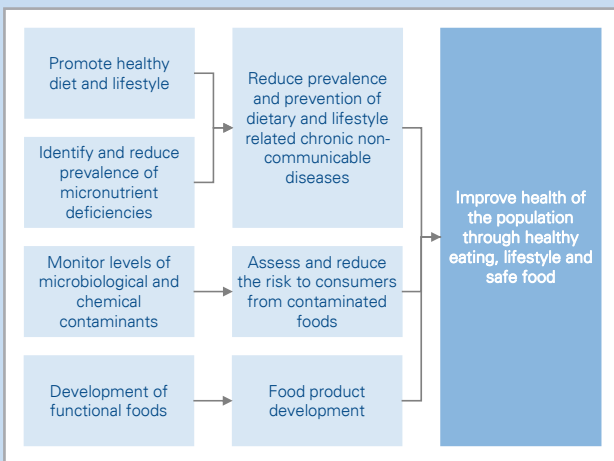 Promote healthy
diet and lifestyle
Identify and reduce
prevalence of
micronutrient
deficiencies
Monitor levels of
microbiological and
chemical
contaminants
Development of
functional foods
Reduce prevalence
and prevention of
dietary and lifestyle
related chronic non-
communicable
diseases
Assess and reduce
the risk to consumers
from contaminated
foods
Food product
development
Improve health of
the population
through healthy
eating, lifestyle and
safe food